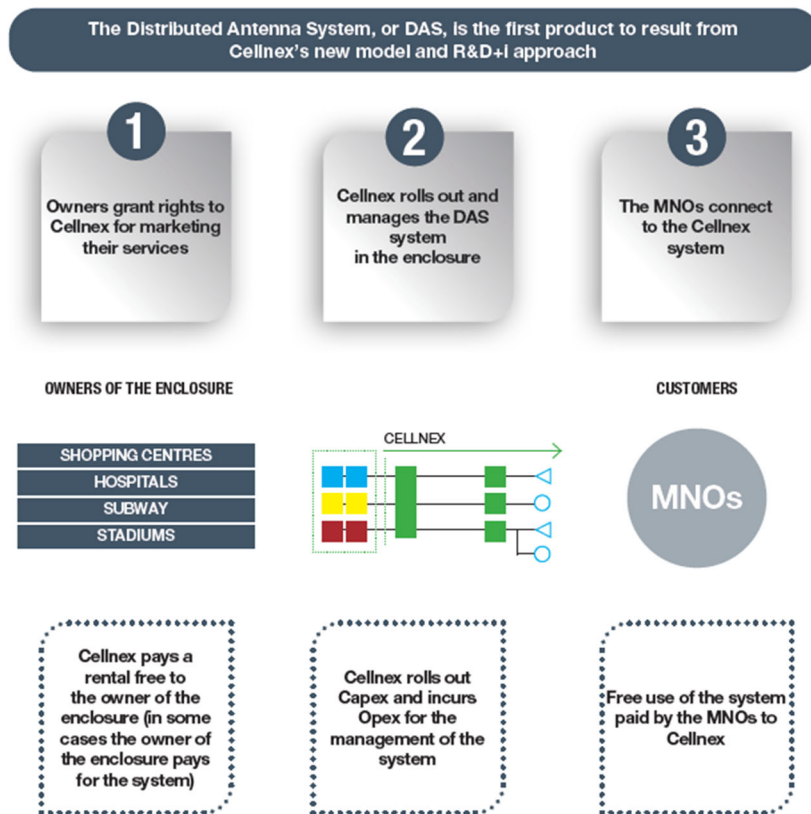 The Distributed Antenna System, or DAS, is the first product to result from
Cellnex's new model and R&D+i approach
1
Owners grant rights to
Cellnex for marketing
their services
2
Cellnex rolls out and
manages the DAS
system
in the enclosure
3
The MNOs connect
to the Cellnex
system
OWNERS OF THE ENCLOSURE
SHOPPING CENTRES
HOSPITALS
SUBWAY
STADIUMS
CELLNEX
CUSTOMERS
MNOs
Cellnex pays a
rental free to
the owner of the
enclosure (in some
cases the owner of
the enclosure pays
for the system)
Cellnex rolls out
Capex and incurs
Opex for the
management of the
system
Free use of the system
paid by the MNOs to
Cellnex